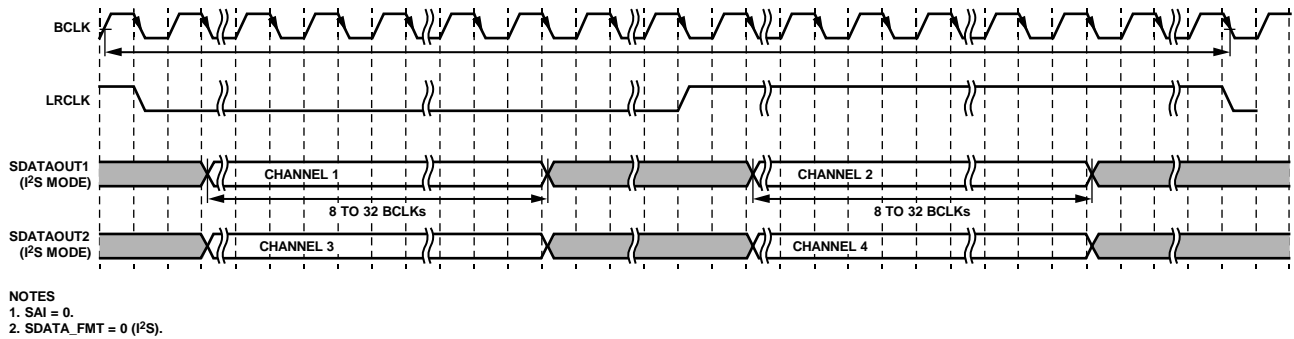 BCLK
LRCLK
SDATAOUT1
(I²S MODE)
CHANNEL 1
CHANNEL 2
8 TO 32 BCLKs
8 TO 32 BCLKs
SDATAOUT2
(I²S MODE)
CHANNEL 3
CHANNEL 4
NOTES
1. SAI = 0.
2. SDATA_FMT = 0 (I²S).